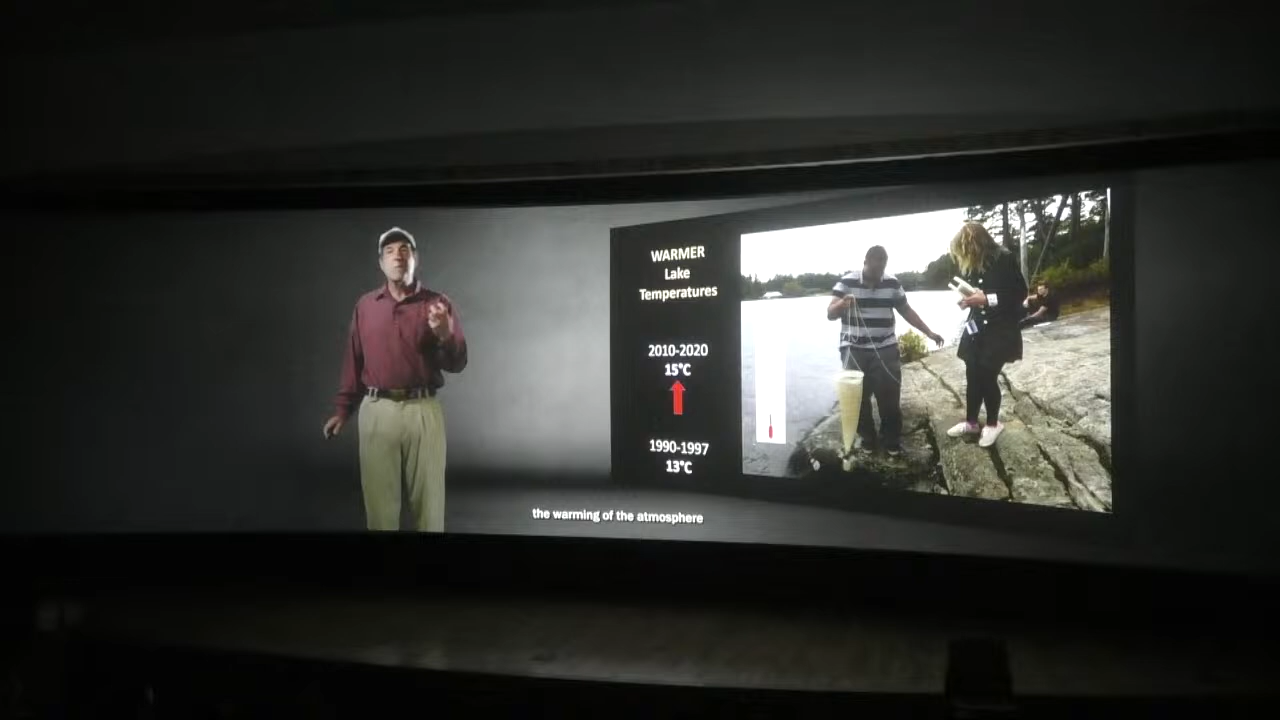 WARMER
Lake
Temperatures
2010-2020
15°C
1990-1997
13°C
the warming of the atmosphere